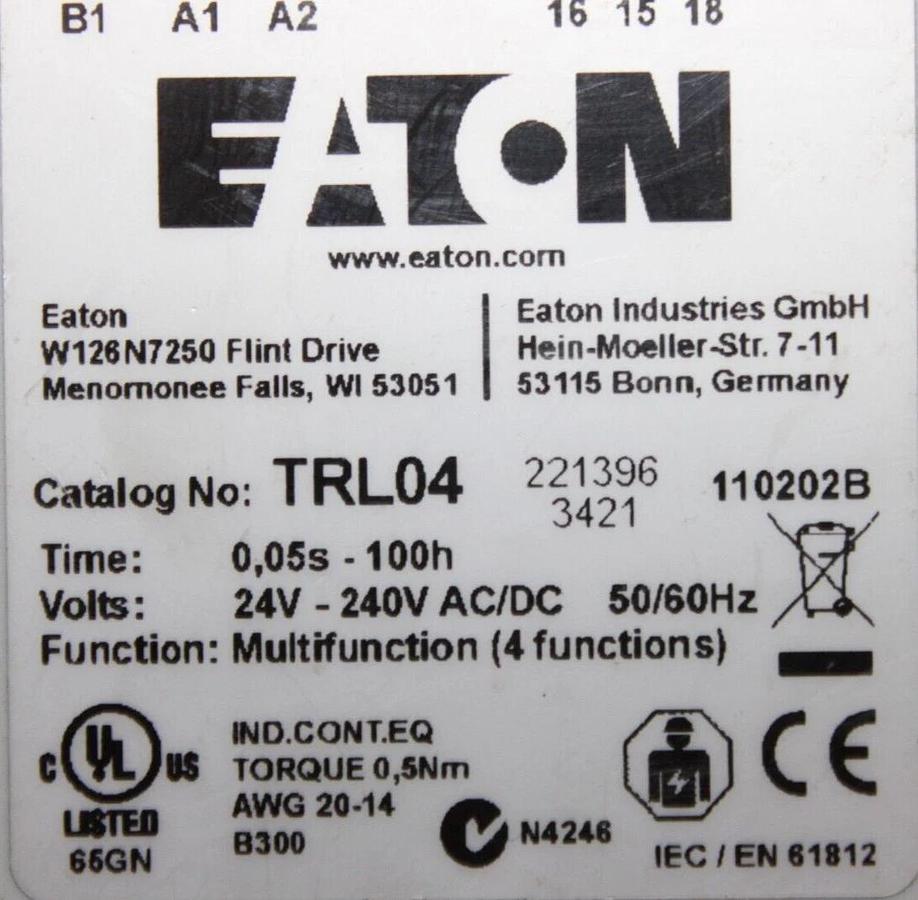 B1 A1 A2 16 15 18
EATON
www.eaton.com
Eaton
W126N7250 Flint Drive
Menomonee Falls, WI 53051
Eaton Industries GmbH
Hein-Moeller-Str. 7-11
53115 Bonn, Germany
Catalog No: TRL04 221396 110202B
3421
Time: 0,05s - 100h
Volts: 24V - 240V AC/DC 50/60Hz
Function: Multifunction (4 functions)
C UL US
LISTED
65GN
IND.CONT.EQ
TORQUE 0,5Nm
AWG 20-14
B300
N4246
CE
IEC / EN 61812